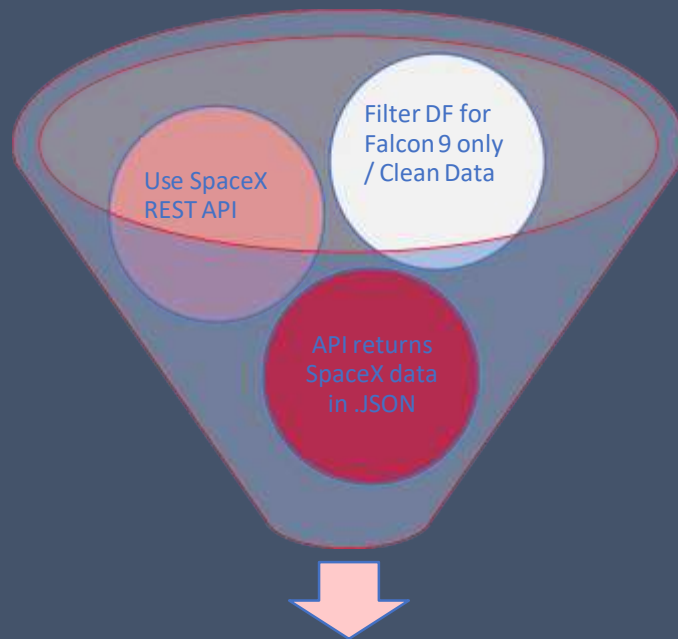 Filter DF for
Falcon 9 only
/ Clean Data
Use SpaceX
REST API
API returns
SpaceX data
in .JSON